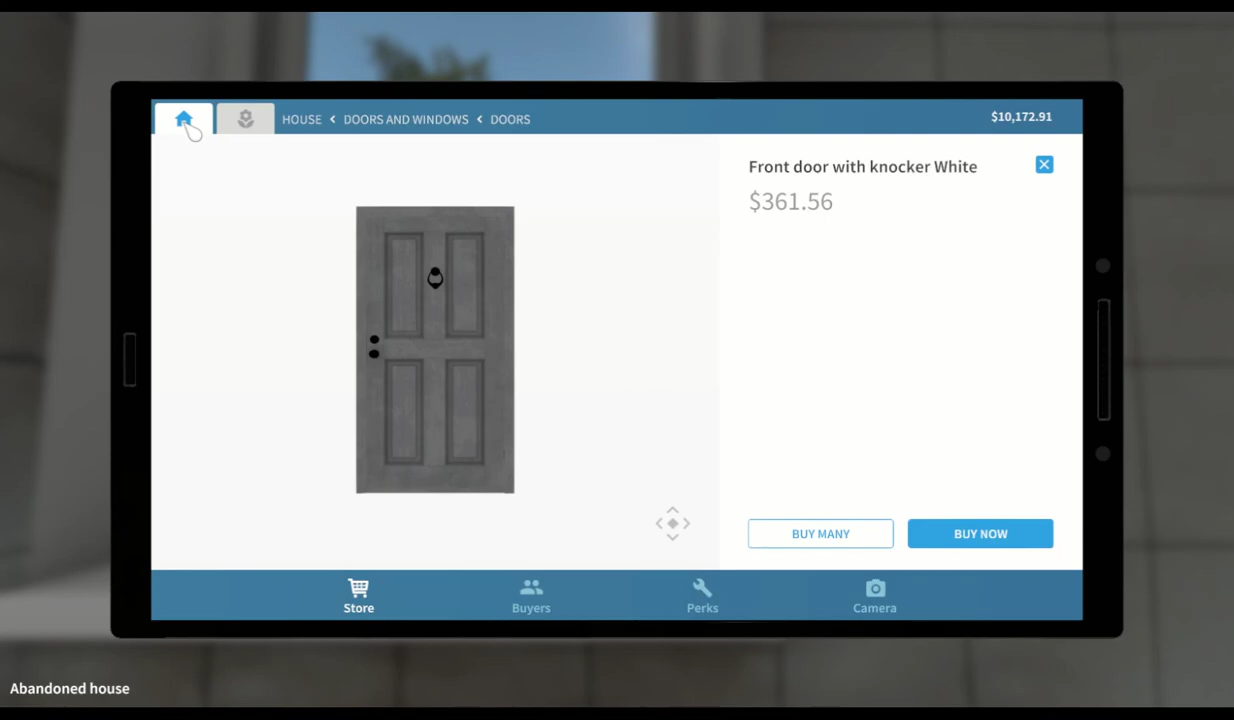 HOUSE < DOORS AND WINDOWS < DOORS
$10,172.91
Front door with knocker White
$361.56
BUY MANY
BUY NOW
Store
Buyers
Perks
Camera
Abandoned house